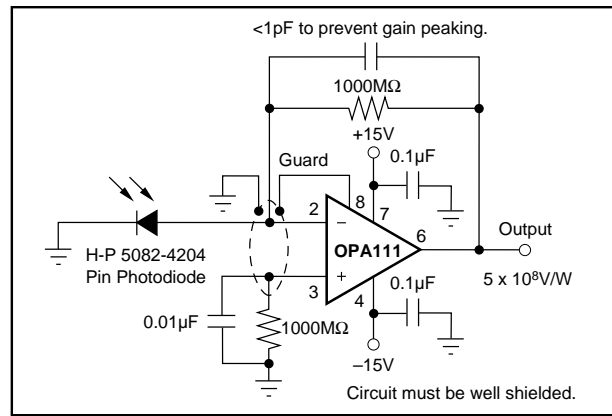 <1pF to prevent gain peaking.
1000MΩ
+15V
Guard
0.1µF
2
8
7
–
OPA111
6
Output
H-P 5082-4204
Pin Photodiode
+
3
4
0.1µF
5 x 10⁸V/W
0.01µF
1000MΩ
–15V
Circuit must be well shielded.